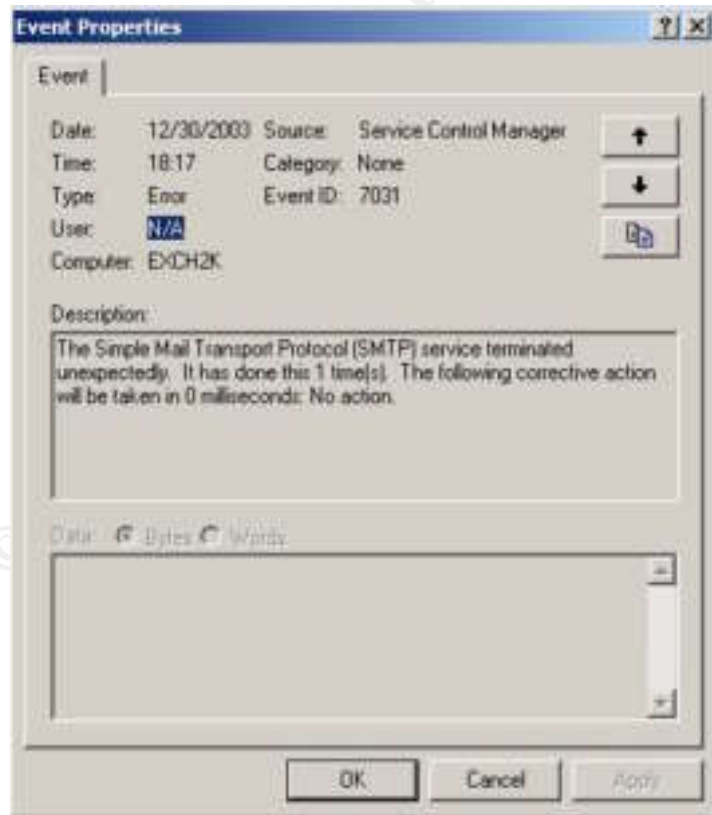 Event Properties
Event
Date: 12/30/2003 Source: Service Control Manager
Time: 18:17 Category: None
Type: Error Event ID: 7031
User: N/A
Computer: EXCH2K
Description:
The Simple Mail Transport Protocol (SMTP) service terminated
unexpectedly. It has done this 1 time(s). The following corrective action
will be taken in 0 milliseconds: No action.
Data: Bytes Words
OK Cancel Apply